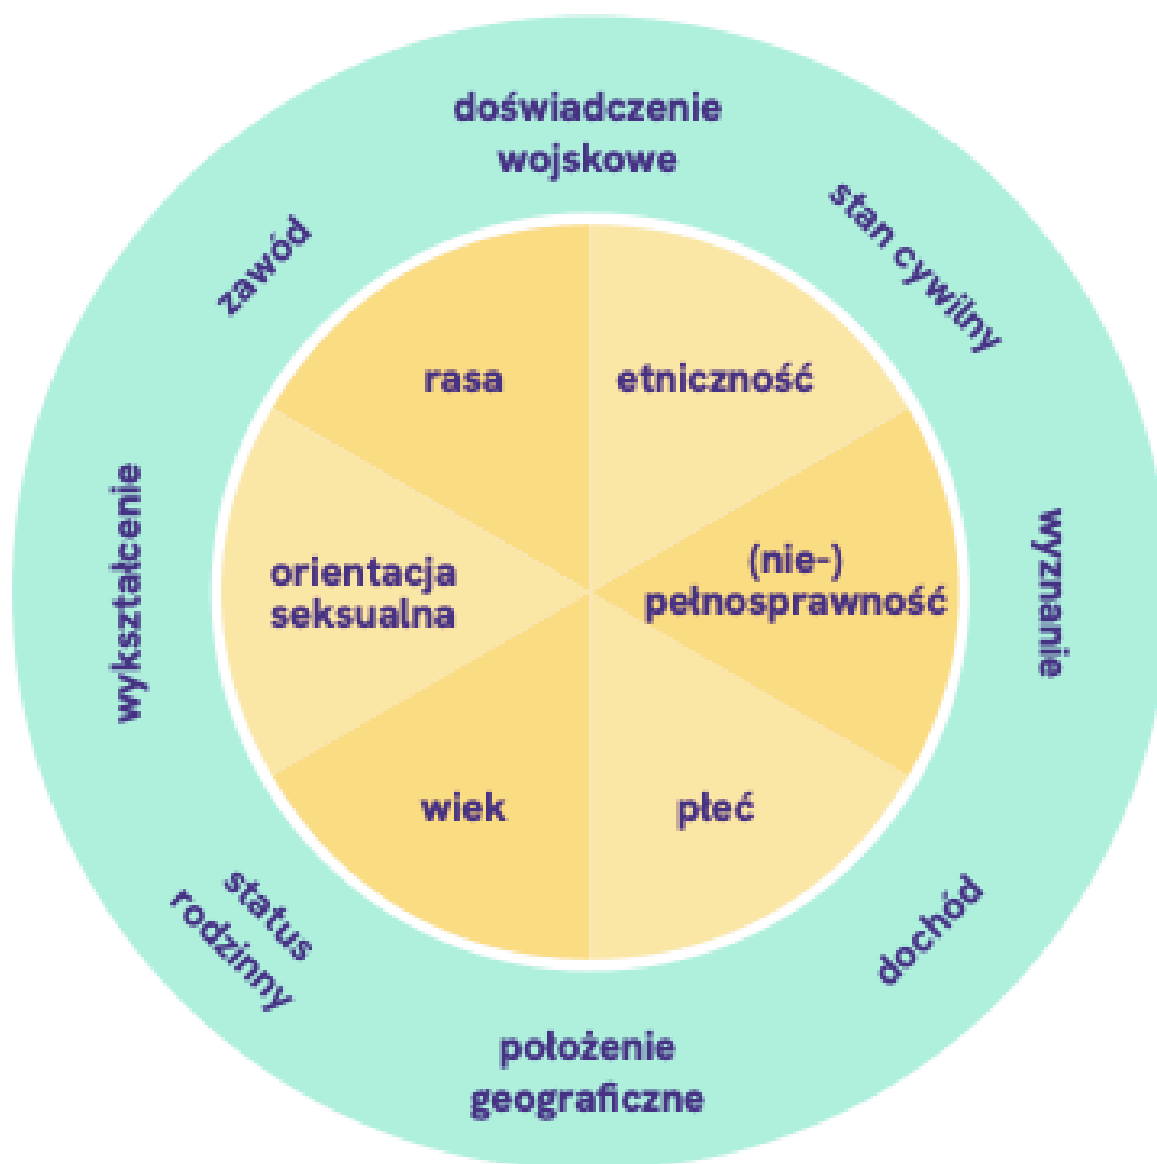 doświadczenie
wojskowe
stan cywilny
wyznanie
dochód
położenie
geograficzne
status
rodzinny
wykształcenie
zawód
rasa
etniczność
(nie-)
pełnosprawność
płeć
wiek
orientacja
seksualna